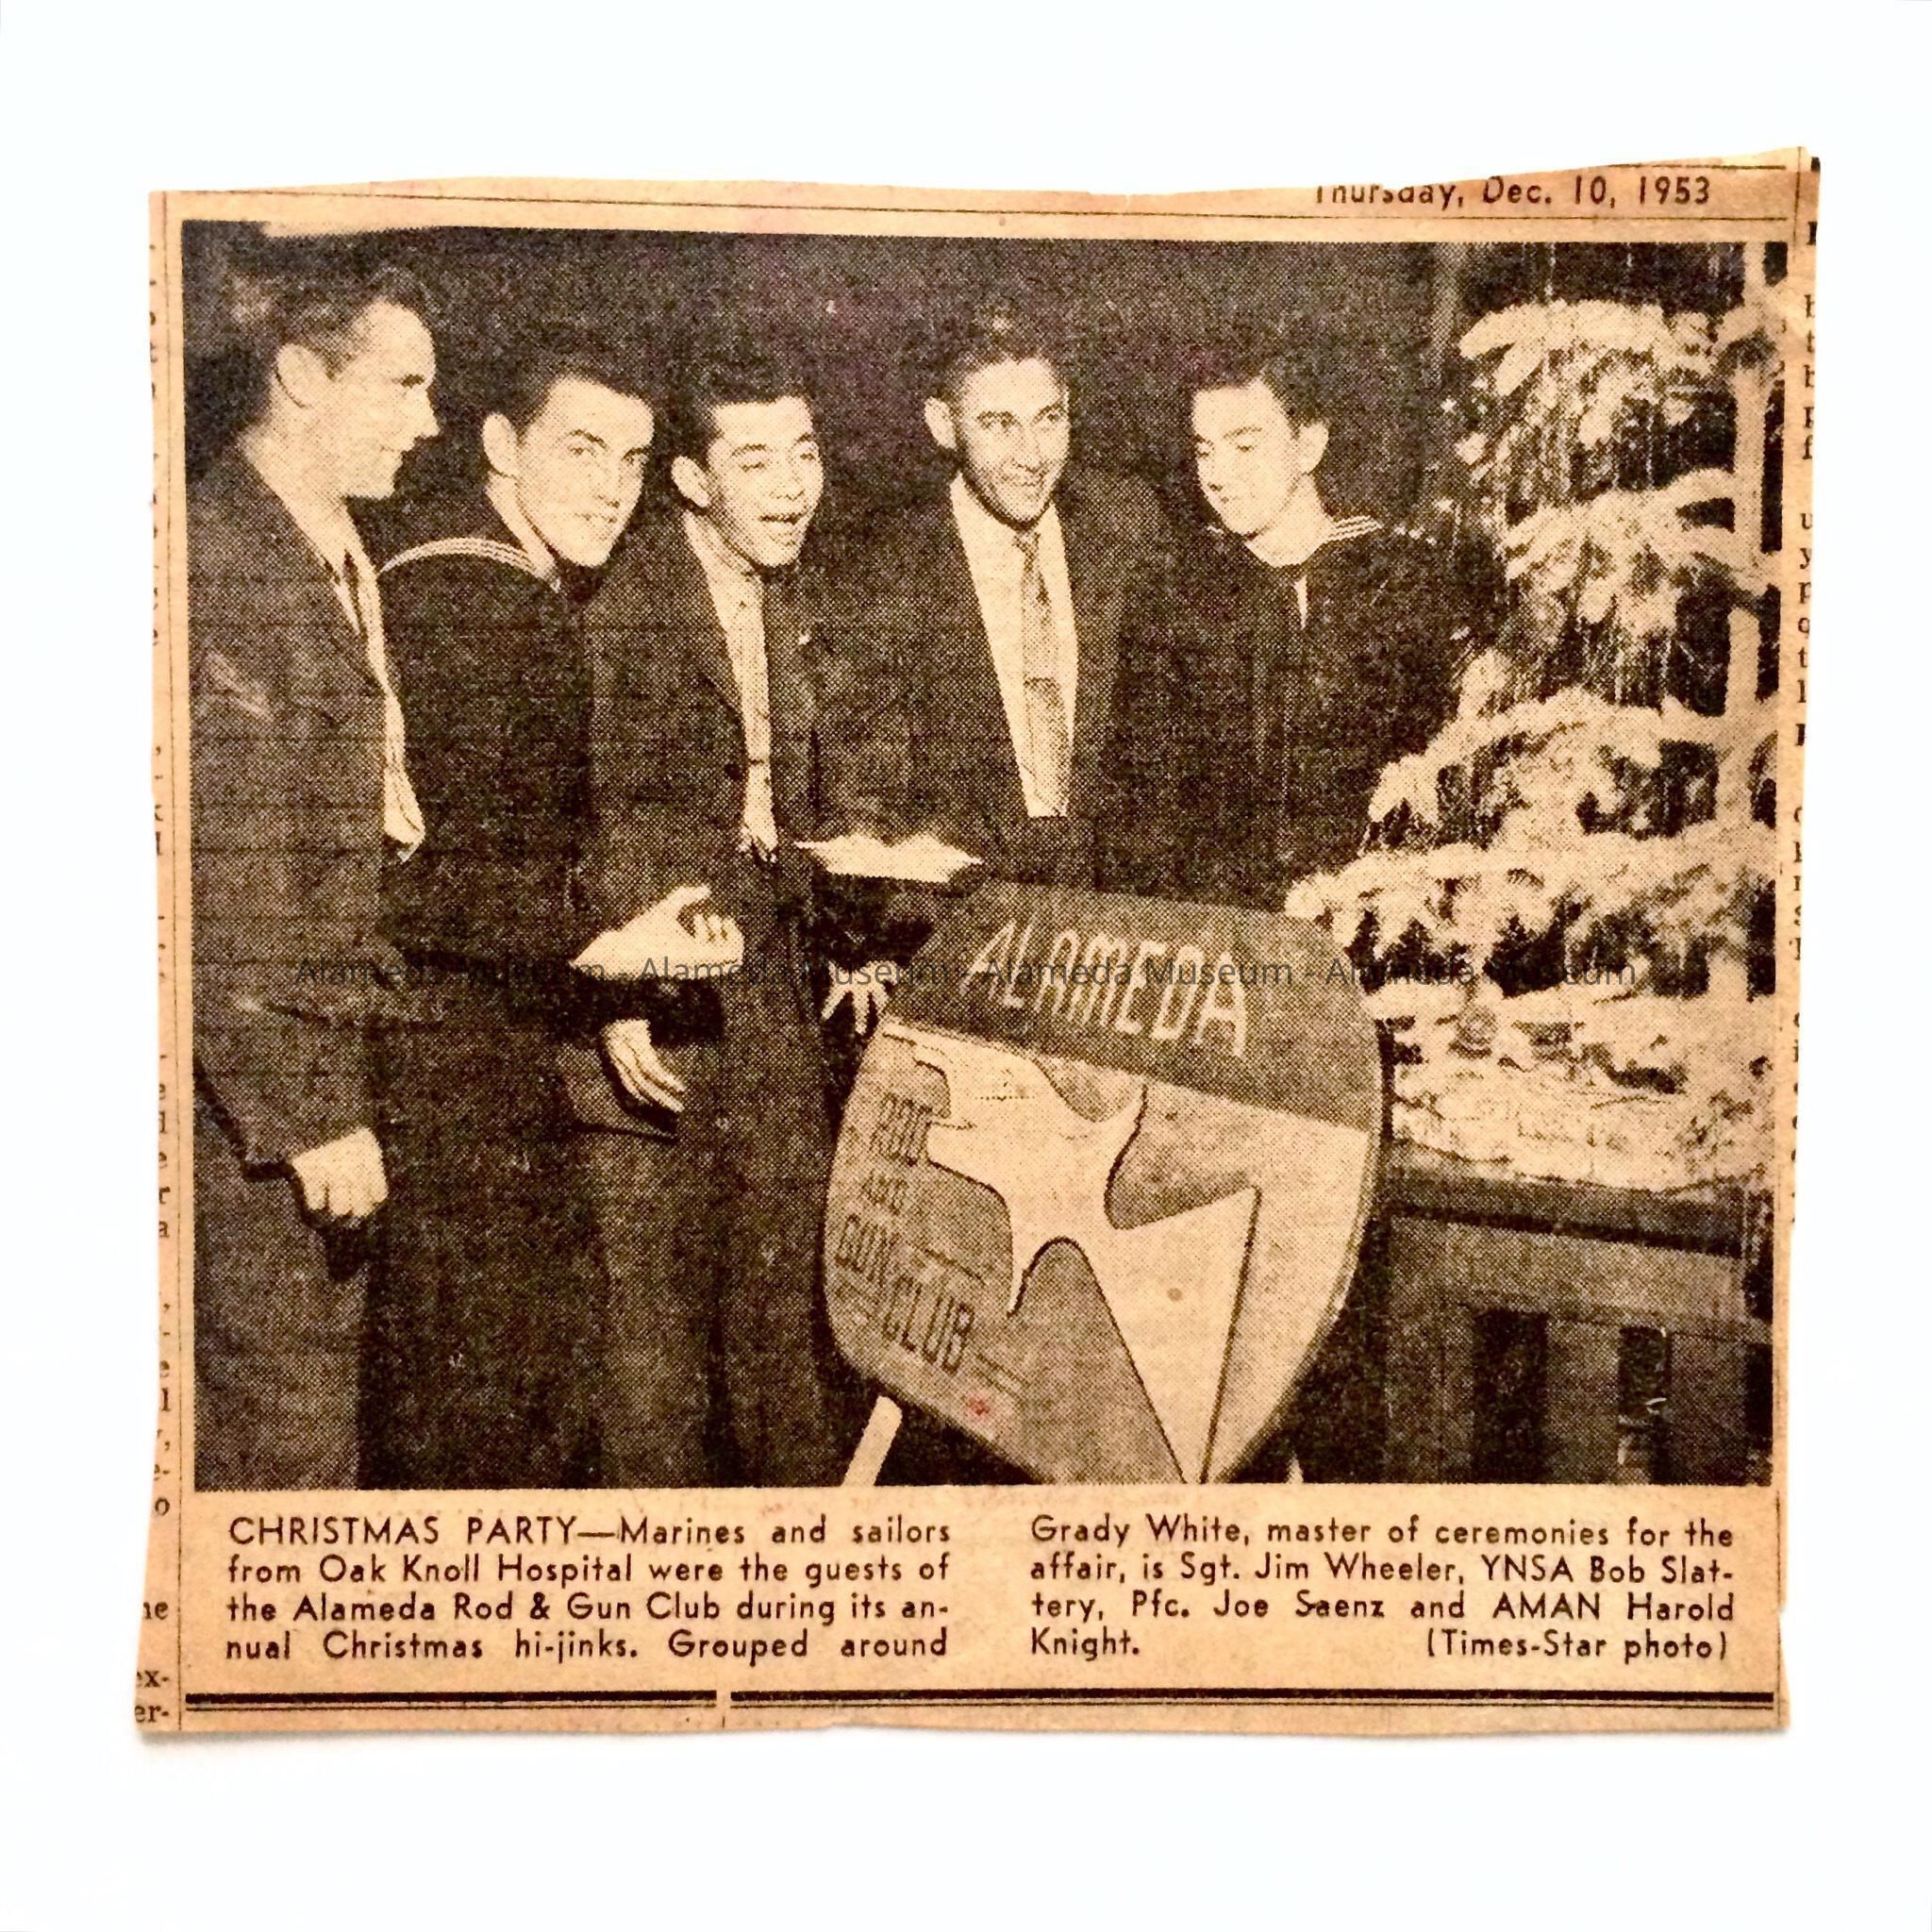 Thursday, Dec. 10, 1953
ALAMEDA
ROD
AND
GUN
CLUB
Alameda Museum - Alameda Museum - Alameda Museum - Alameda Museum
CHRISTMAS PARTY—Marines and sailors
from Oak Knoll Hospital were the guests of
the Alameda Rod & Gun Club during its an-
nual Christmas hi-jinks. Grouped around
Grady White, master of ceremonies for the
affair, is Sgt. Jim Wheeler, YNSA Bob Slat-
tery, Pfc. Joe Saenz and AMAN Harold
Knight. (Times-Star photo)
ex-
er-